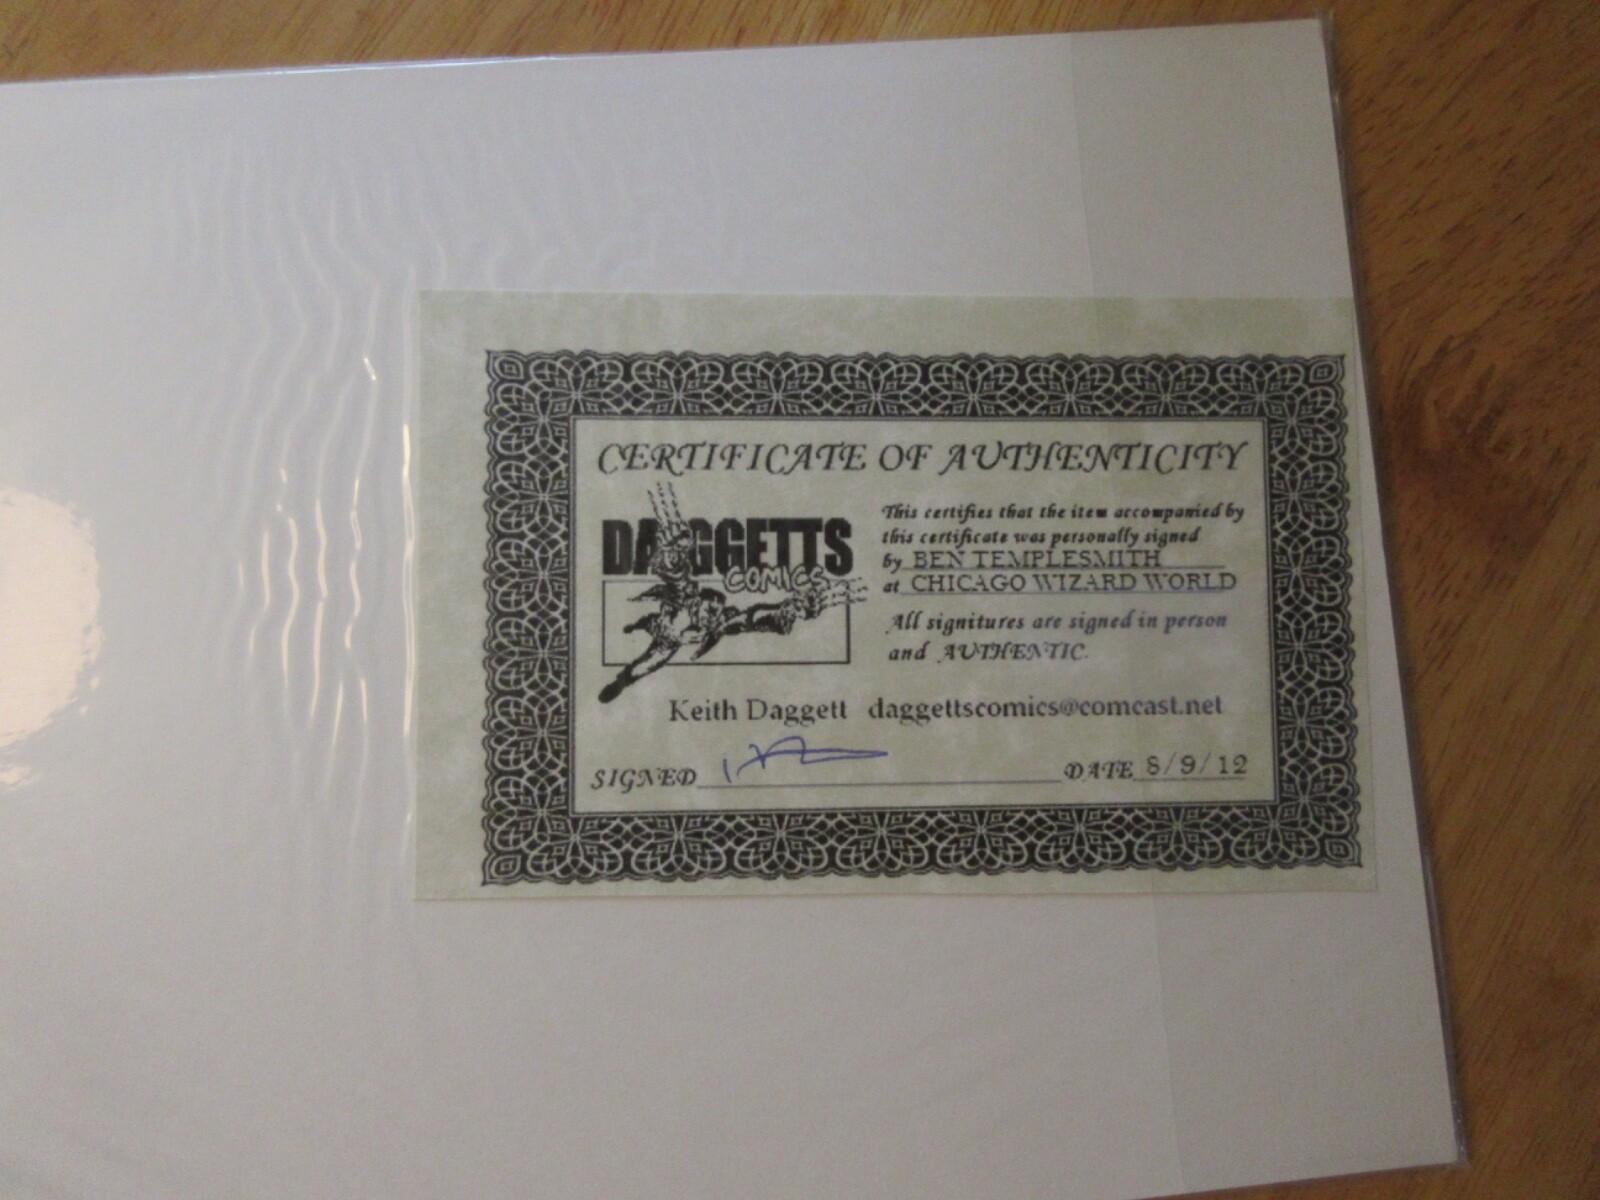 CERTIFICATE OF AUTHENTICITY
DAGGETTS
COMICS
This certifies that the item accompanied by
this certificate was personally signed
by BEN TEMPLESMITH
at CHICAGO WIZARD WORLD
All signitures are signed in person
and AUTHENTIC.
Keith Daggett daggettscomics@comcast.net
SIGNED
DATE 8/9/12